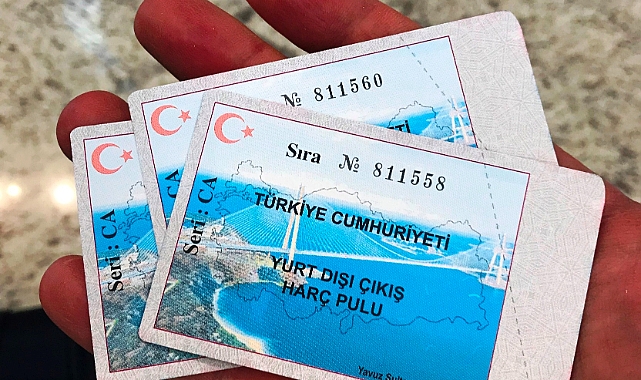 № 811560
Sıra № 811558
TÜRKİYE CUMHURİYETİ
YURT DIŞI ÇIKIŞ
HARÇ PULU
Yavuz
Seri : CA
Seri : CA